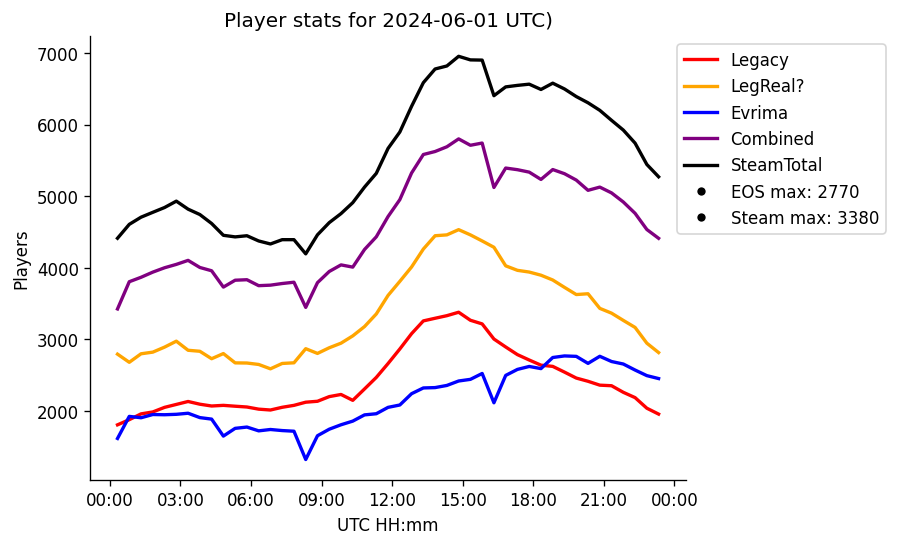 Player stats for 2024-06-01 UTC)
Legacy
LegReal?
Evrima
Combined
SteamTotal
EOS max: 2770
Steam max: 3380
Players
7000
6000
5000
4000
3000
2000
00:00 03:00 06:00 09:00 12:00 15:00 18:00 21:00 00:00
UTC HH:mm